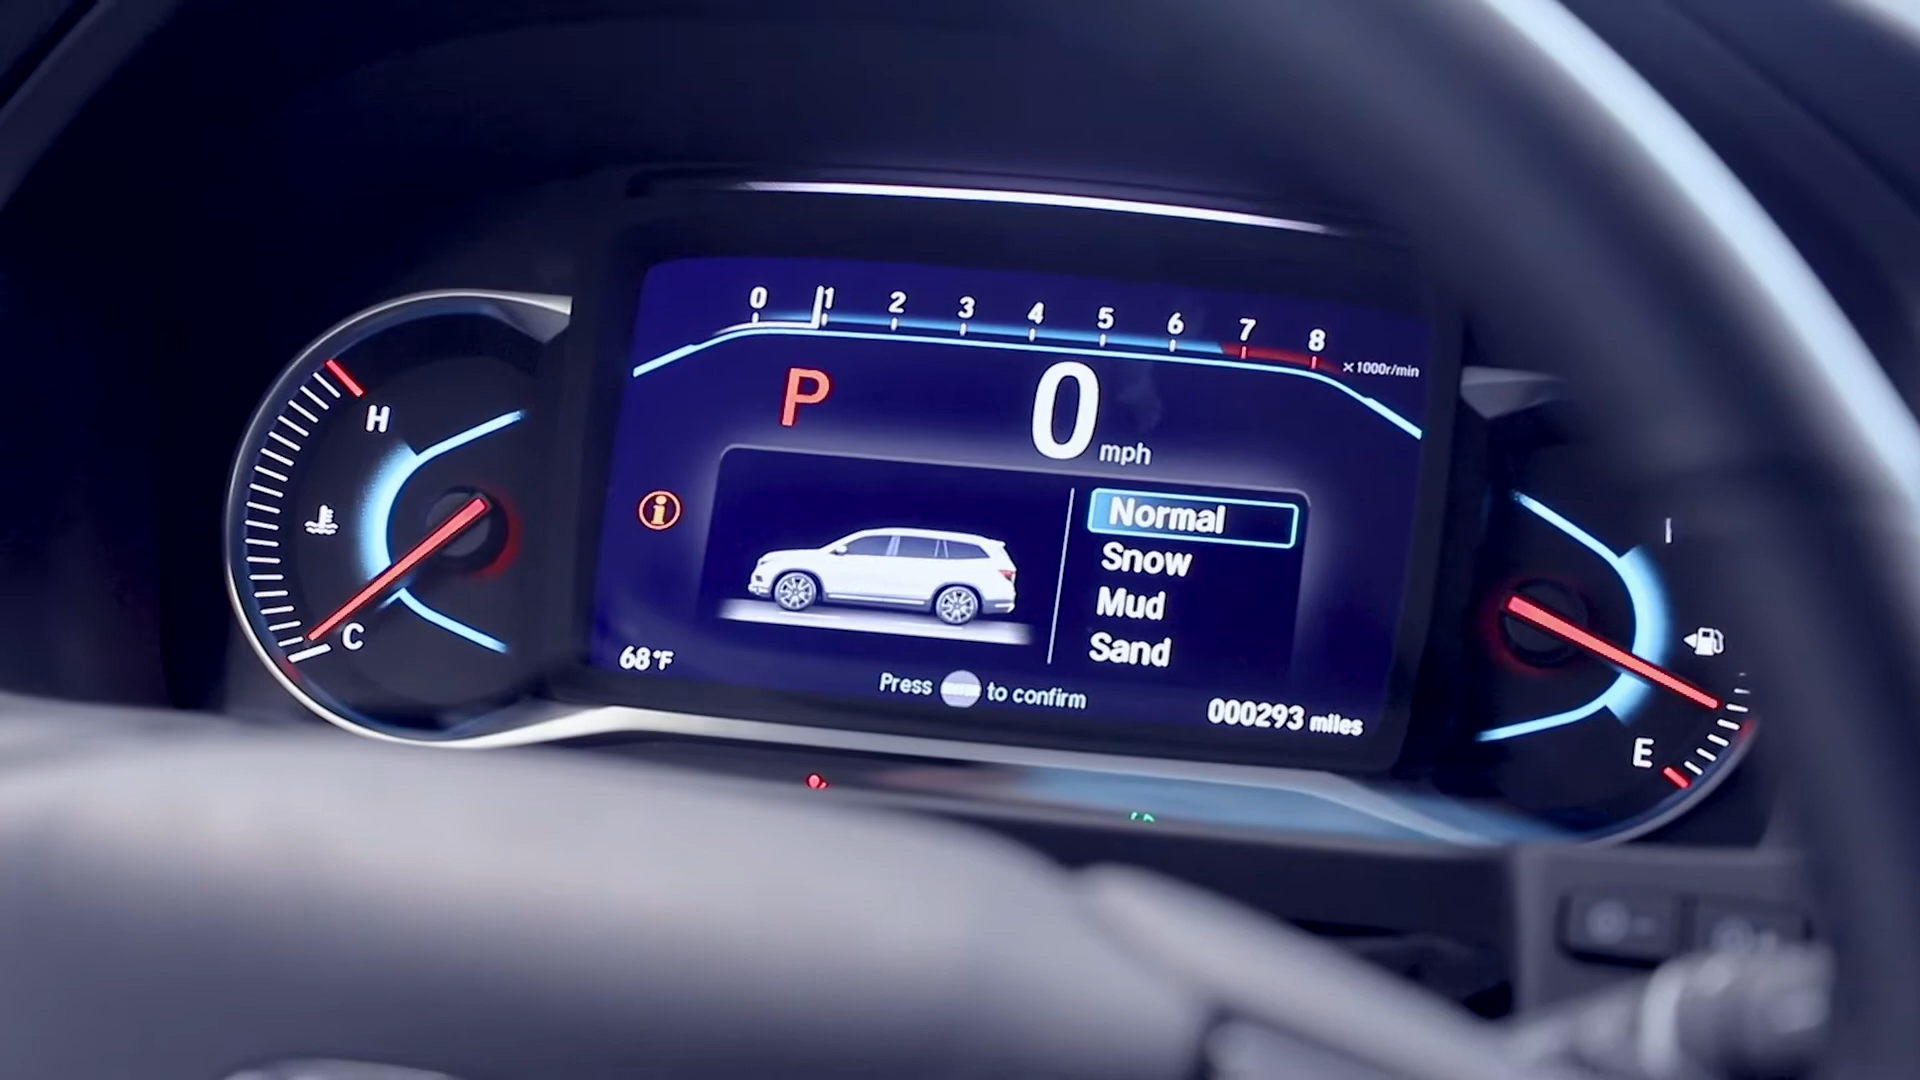 0 1 2 3 4 5 6 7 8
x1000r/min
P
0 mph
H
C
Normal
Snow
Mud
Sand
68°F
Press to confirm
000293 miles
E